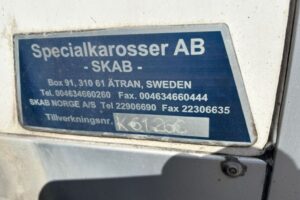 Specialkarosser AB
- SKAB -
Box 91, 310 61 ÄTRAN, SWEDEN
Tel. 004634660260 Fax. 004634660444
SKAB NORGE A/S Tel 22906690 Fax 22306635
Tillverkningsnr. K6125C